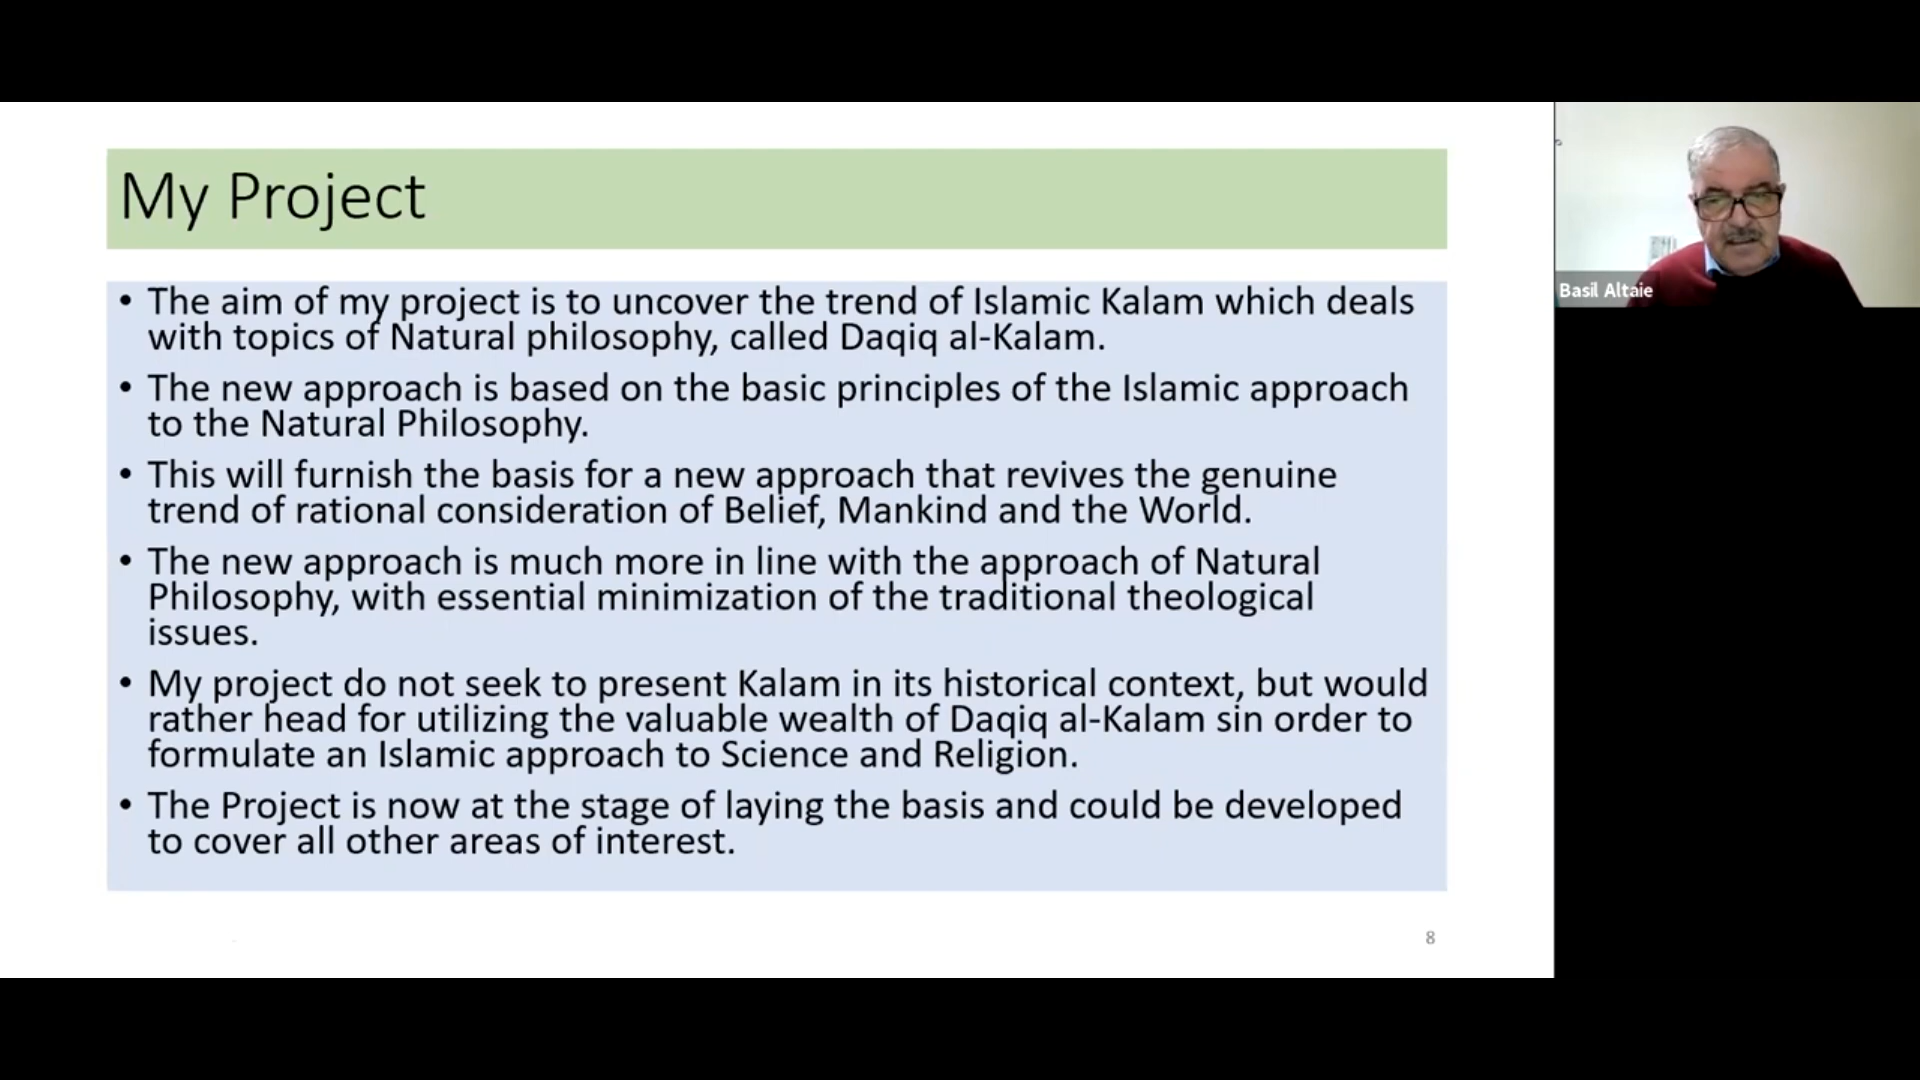 My Project
• The aim of my project is to uncover the trend of Islamic Kalam which deals
with topics of Natural philosophy, called Daqiq al-Kalam.
• The new approach is based on the basic principles of the Islamic approach
to the Natural Philosophy.
• This will furnish the basis for a new approach that revives the genuine
trend of rational consideration of Belief, Mankind and the World.
• The new approach is much more in line with the approach of Natural
Philosophy, with essential minimization of the traditional theological
issues.
• My project do not seek to present Kalam in its historical context, but would
rather head for utilizing the valuable wealth of Daqiq al-Kalam sin order to
formulate an Islamic approach to Science and Religion.
• The Project is now at the stage of laying the basis and could be developed
to cover all other areas of interest.
8
Basil Altaie